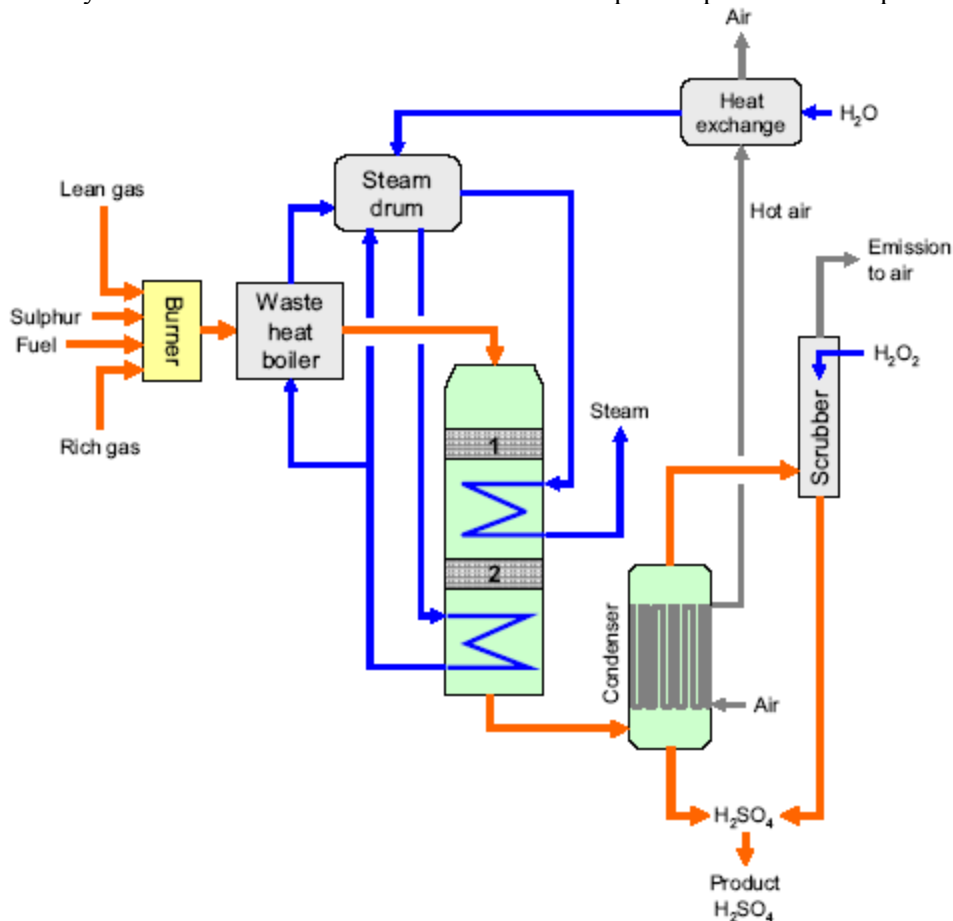 Air
Heat
exchange
H₂O
Steam
drum
Lean gas
Hot air
Emission
to air
Burner
Waste
heat
boiler
Sulphur
Fuel
H₂O₂
Scrubber
Steam
Rich gas
1
2
Condenser
Air
H₂SO₄
Product
H₂SO₄